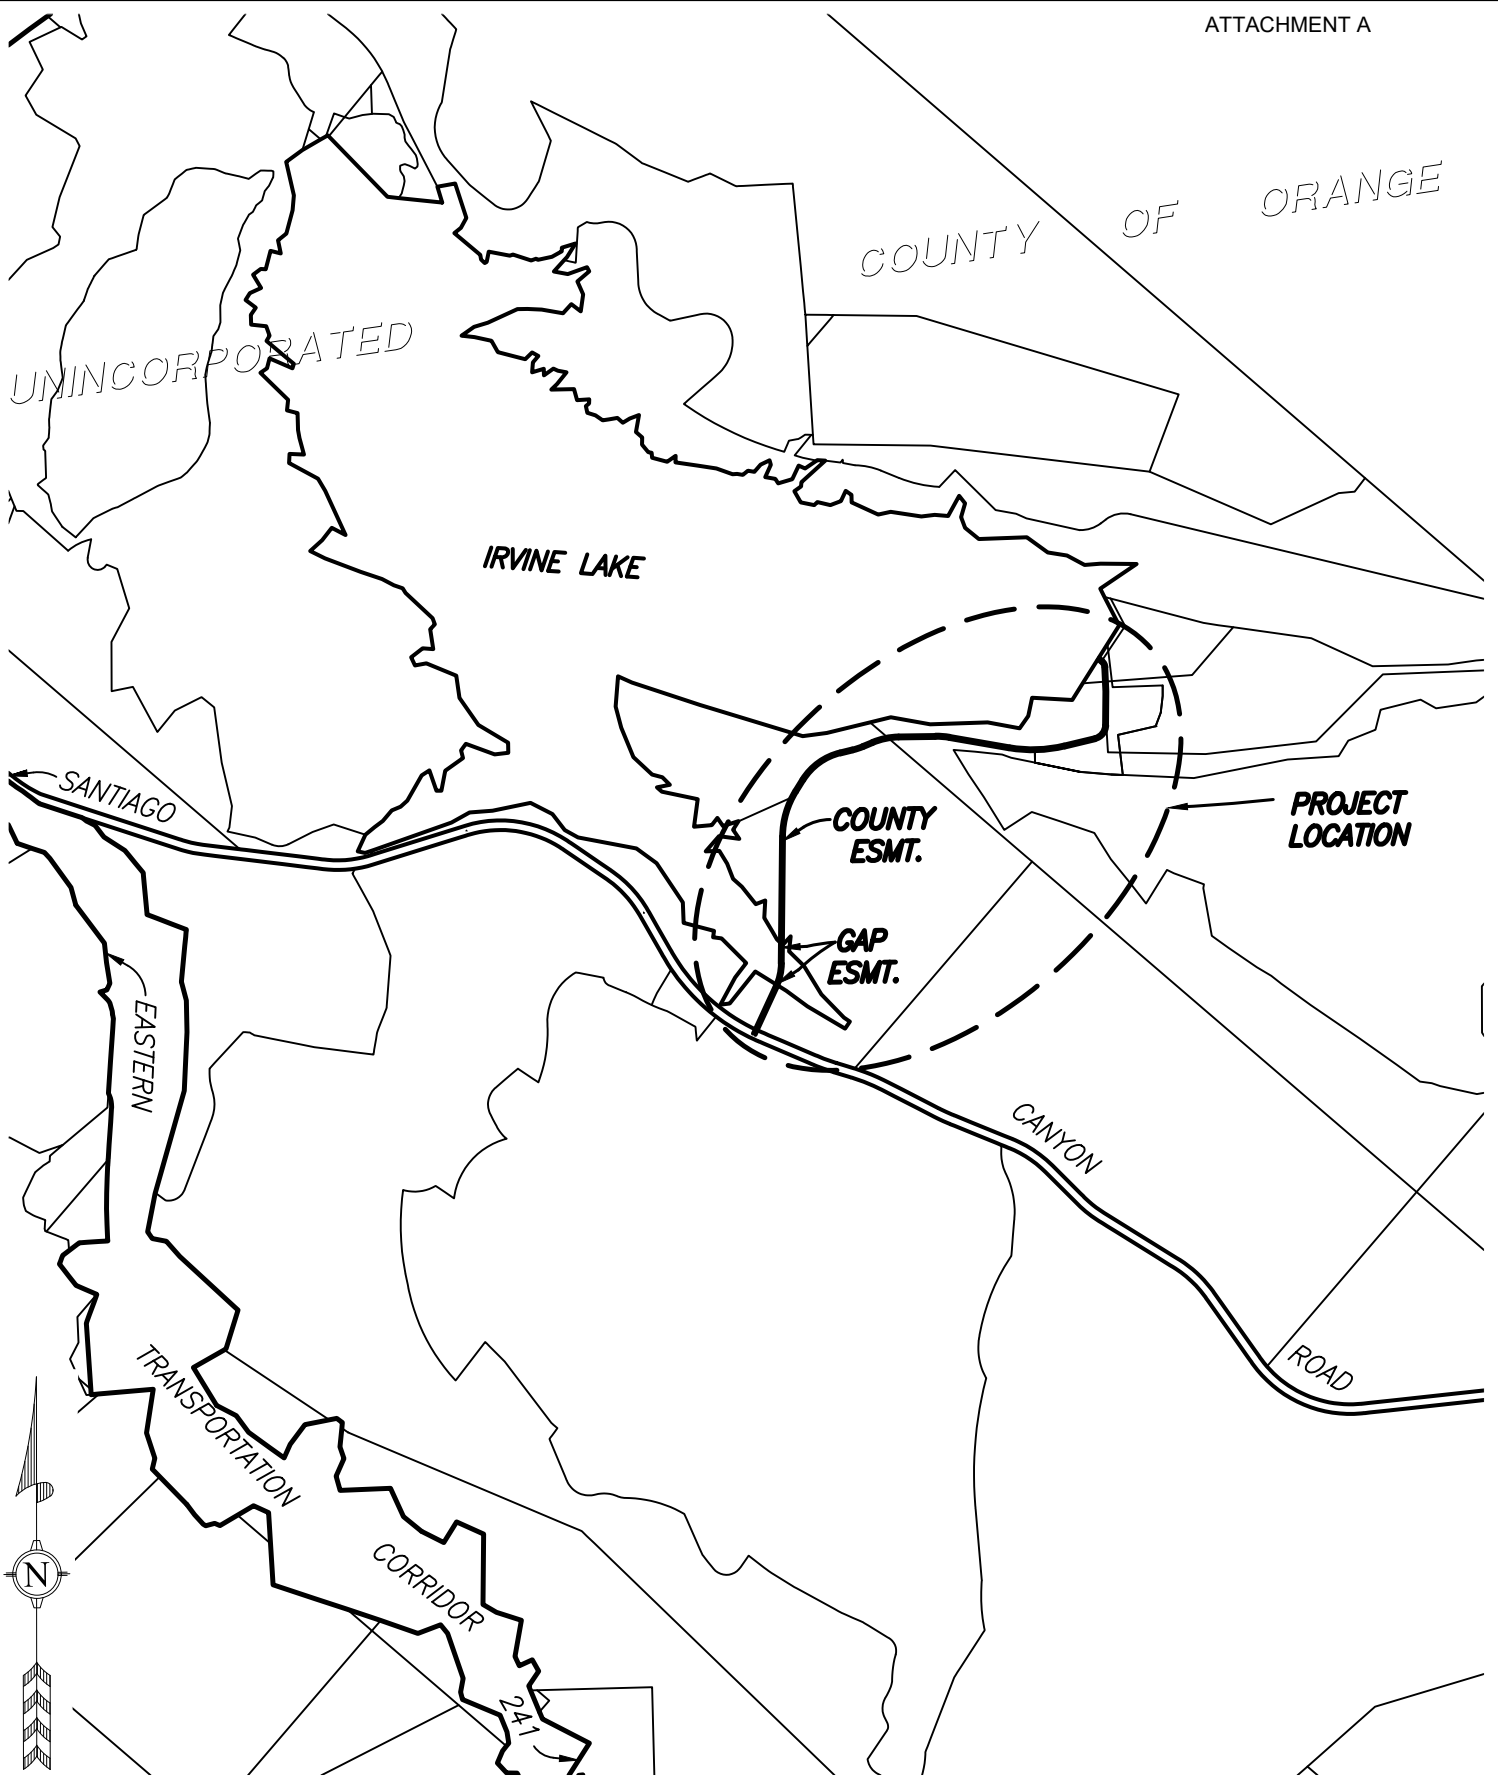 ATTACHMENT A
COUNTY OF ORANGE
UNINCORPORATED
IRVINE LAKE
SANTIAGO
COUNTY
ESMT.
PROJECT
LOCATION
GAP
ESMT.
EASTERN
CANYON
ROAD
TRANSPORTATION
CORRIDOR
N
241